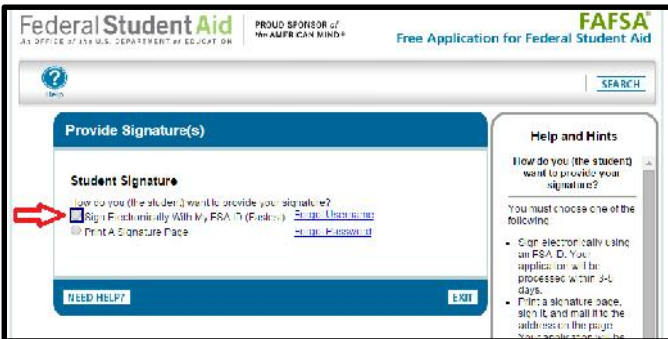 Federal Student Aid
An OFFICE of the U.S. DEPARTMENT of EDUCATION
PROUD SPONSOR of
the AMERICAN MIND®
FAFSA®
Free Application for Federal Student Aid
Help
SEARCH
Provide Signature(s)
Student Signature
How do you (the student) want to provide your signature?
Sign Electronically With My FSA ID (Fastest) Forgot Username
Print A Signature Page Forgot Password
NEED HELP?
EXIT
Help and Hints
How do you (the student)
want to provide your
signature?
You must choose one of the
following
Sign electronically using
an FSA ID. Your
application will be
processed within 3-5
days.
Print a signature page,
sign it, and mail it to the
address on the page
Your application will be